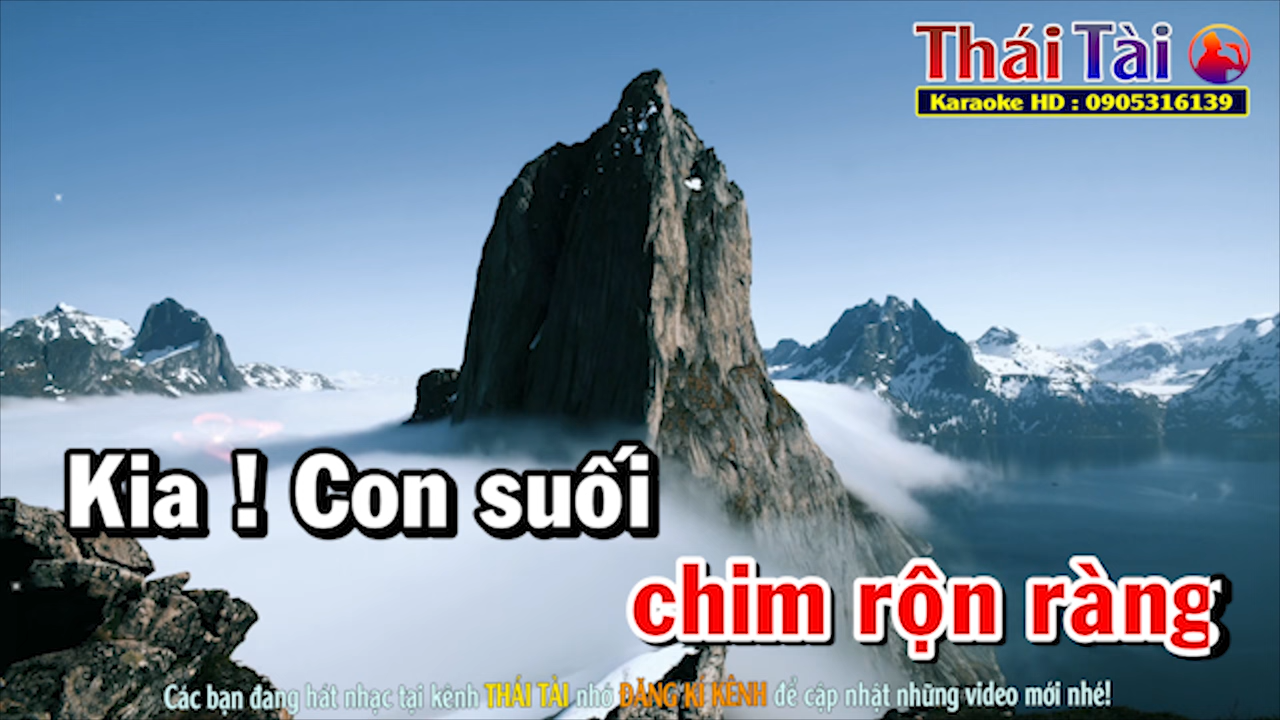 Thái Tài
Karaoke HD : 0905316139
Kia ! Con suối
chim rộn ràng
Các bạn đang hát nhạc tại kênh THÁI TÀI nhớ ĐĂNG KÍ KÊNH để cập nhật những video mới nhé!